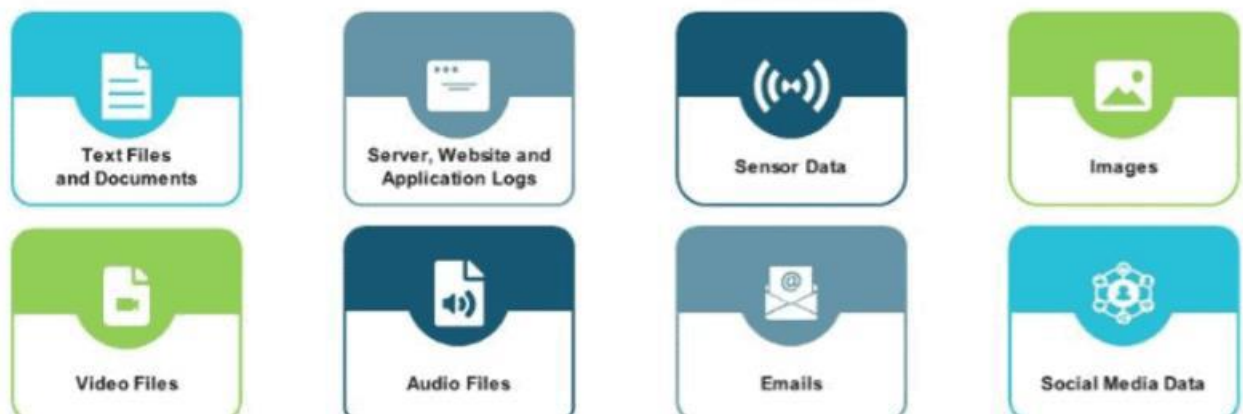 Text Files
and Documents
Server, Website and
Application Logs
Sensor Data
Images
@
Video Files
Audio Files
Emails
Social Media Data